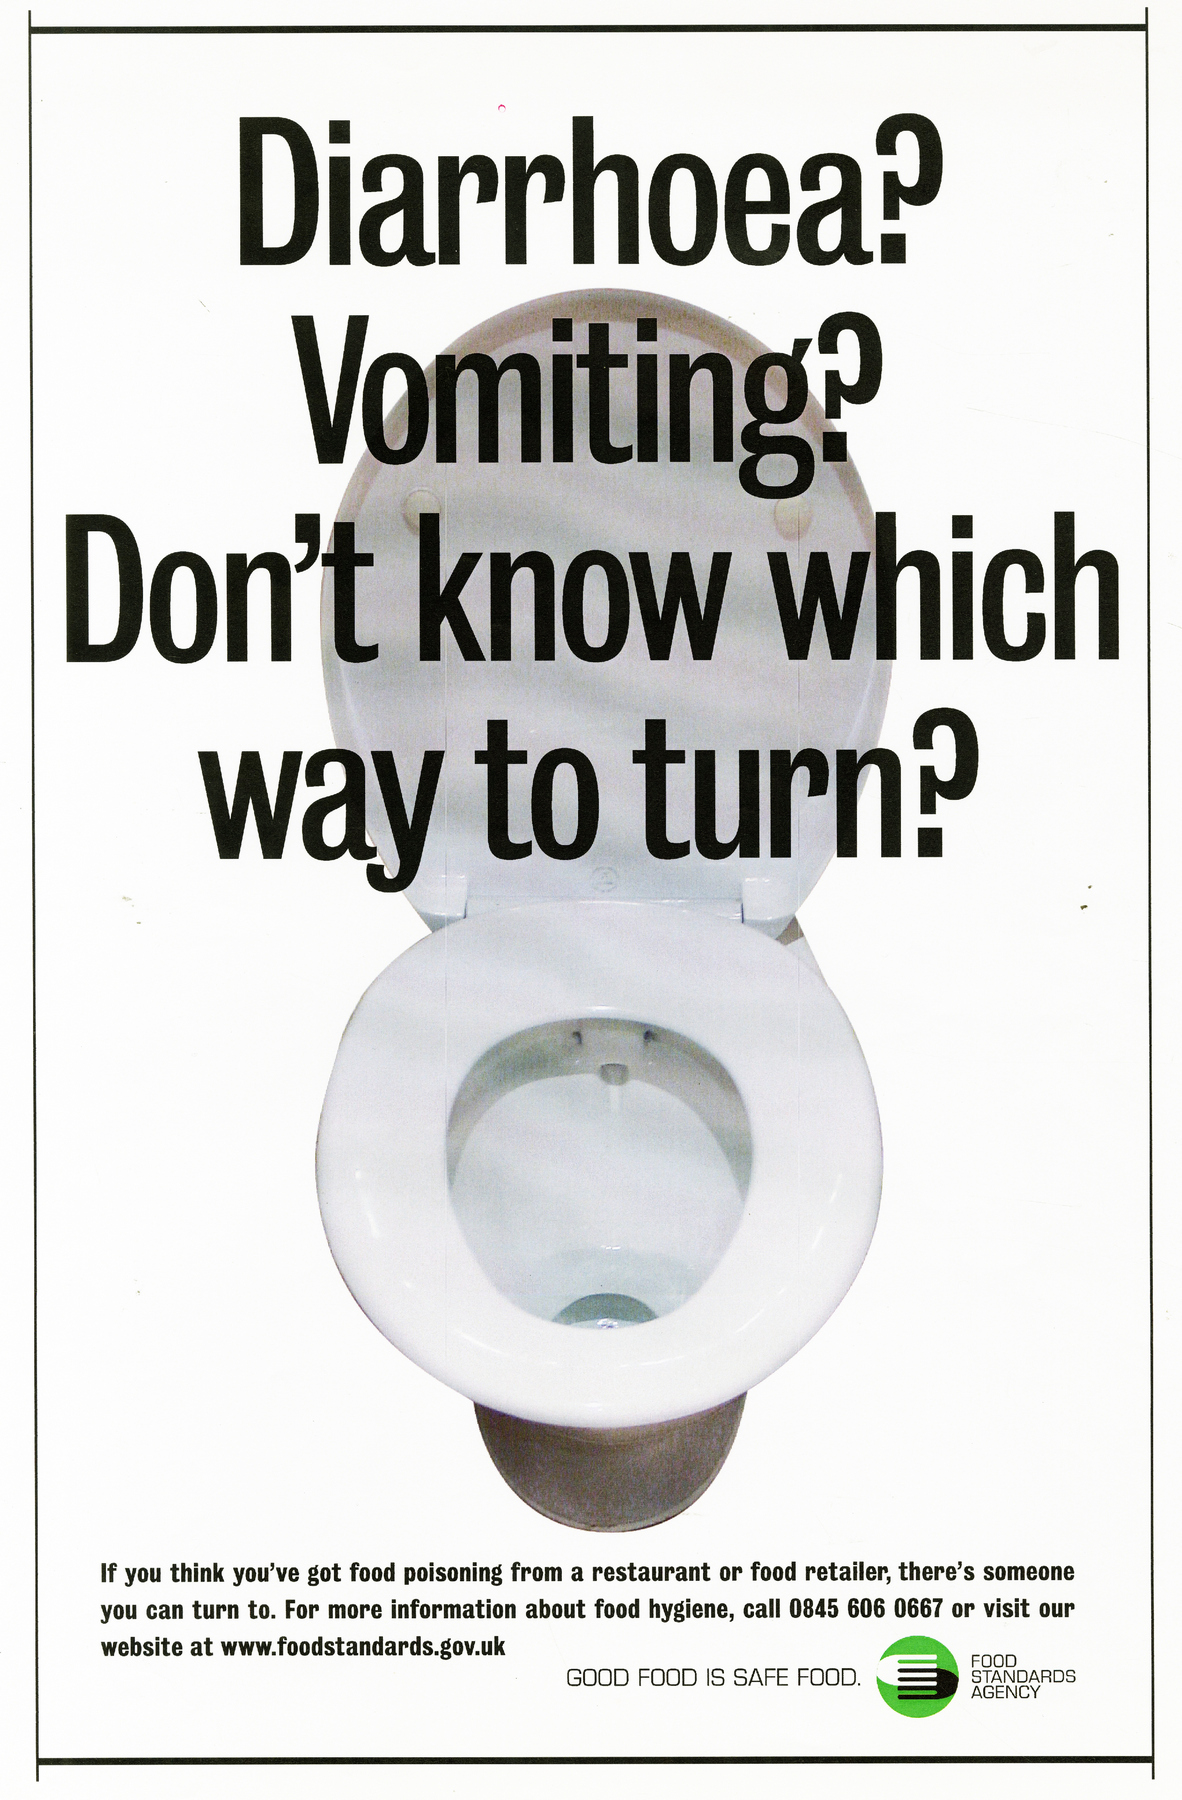 Diarrhoea?
Vomiting?
Don't know which
way to turn?
If you think you've got food poisoning from a restaurant or food retailer, there's someone
you can turn to. For more information about food hygiene, call 0845 606 0667 or visit our
website at www.foodstandards.gov.uk
GOOD FOOD IS SAFE FOOD.
FOOD
STANDARDS
AGENCY